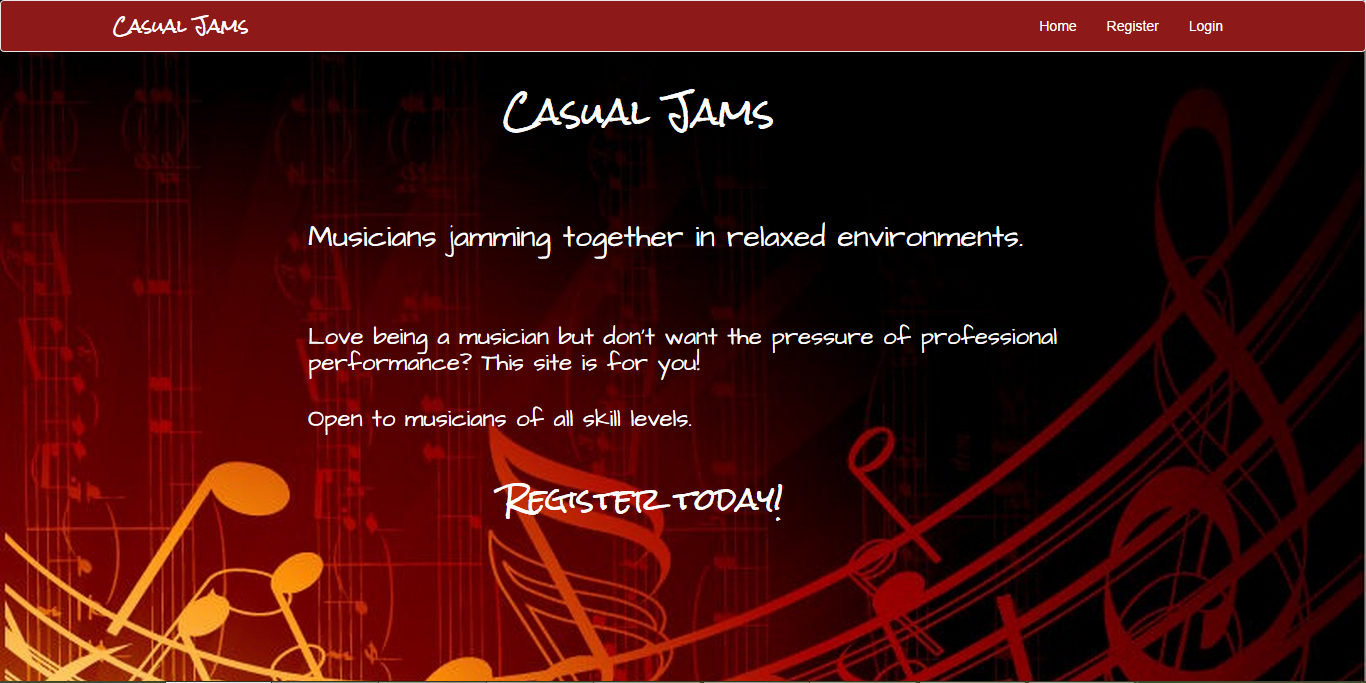 Casual Jams
Home Register Login
Casual Jams
Musicians jamming together in relaxed environments.
Love being a musician but don't want the pressure of professional
performance? This site is for you!
Open to musicians of all skill levels.
Register today!